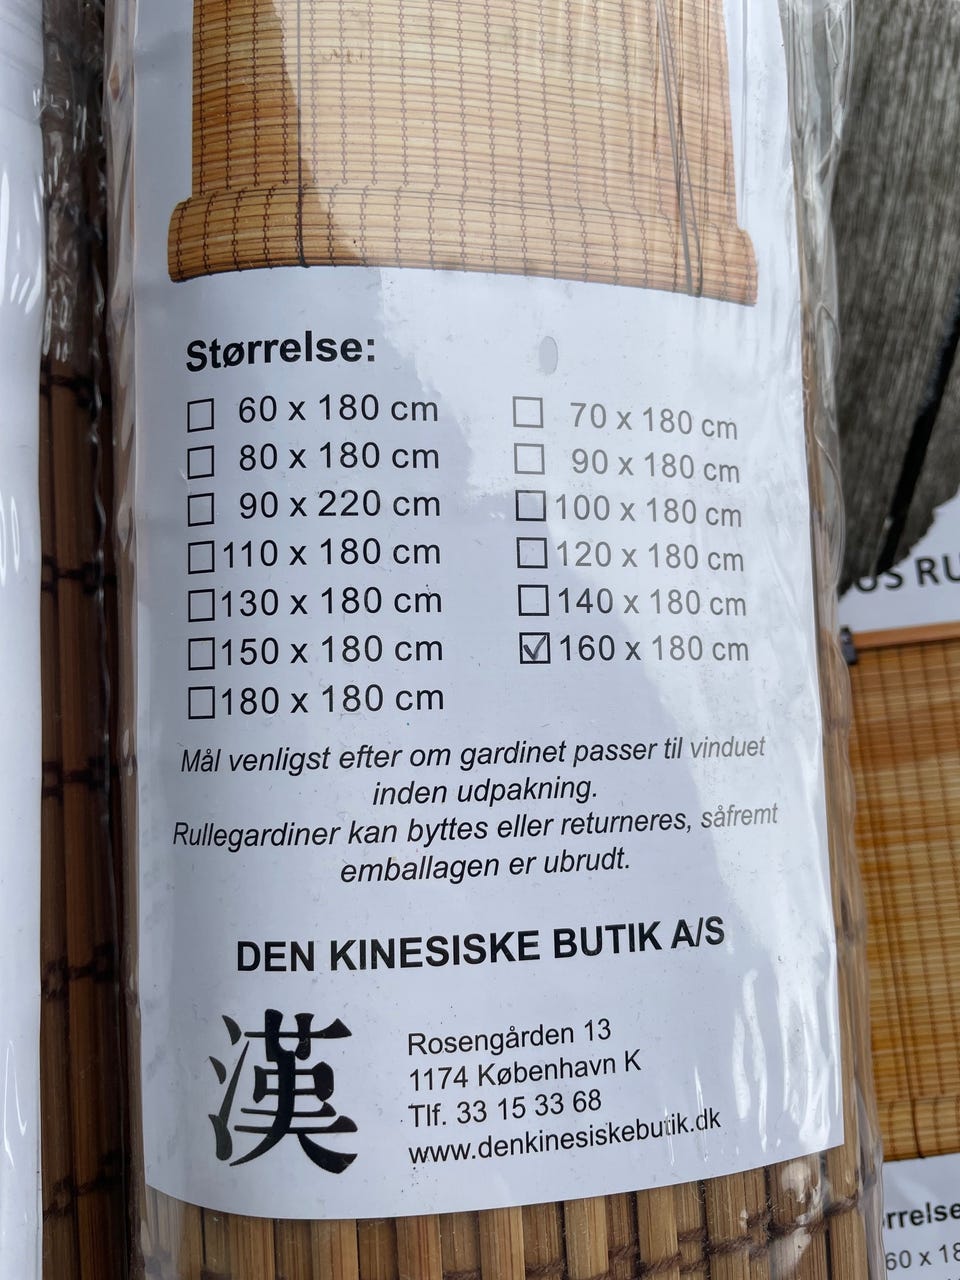 Størrelse:
☐ 60 x 180 cm ☐ 70 x 180 cm
☐ 80 x 180 cm ☐ 90 x 180 cm
☐ 90 x 220 cm ☐ 100 x 180 cm
☐ 110 x 180 cm ☐ 120 x 180 cm
☐ 130 x 180 cm ☐ 140 x 180 cm
☐ 150 x 180 cm ☑ 160 x 180 cm
☐ 180 x 180 cm
Mål venligst efter om gardinet passer til vinduet
inden udpakning.
Rullegardiner kan byttes eller returneres, såfremt
emballagen er ubrudt.
DEN KINESISKE BUTIK A/S
漢
Rosengården 13
1174 København K
Tlf. 33 15 33 68
www.denkinesiskebutik.dk